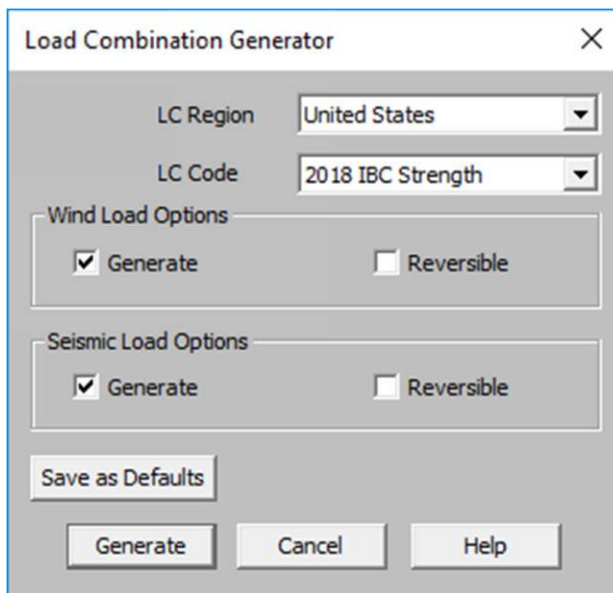 Load Combination Generator
LC Region United States
LC Code 2018 IBC Strength
Wind Load Options
Generate Reversible
Seismic Load Options
Generate Reversible
Save as Defaults
Generate Cancel Help